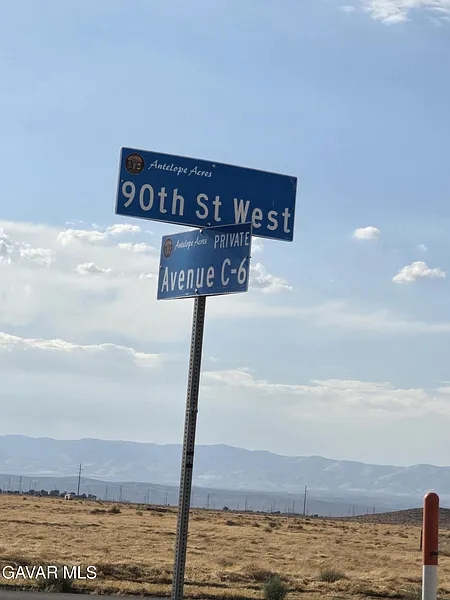 Antelope Acres
90th St West
Antelope Acres PRIVATE
Avenue C-6
GAVAR MLS